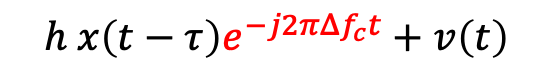 h x(t − τ)e^{−j2πΔf_c t} + v(t)